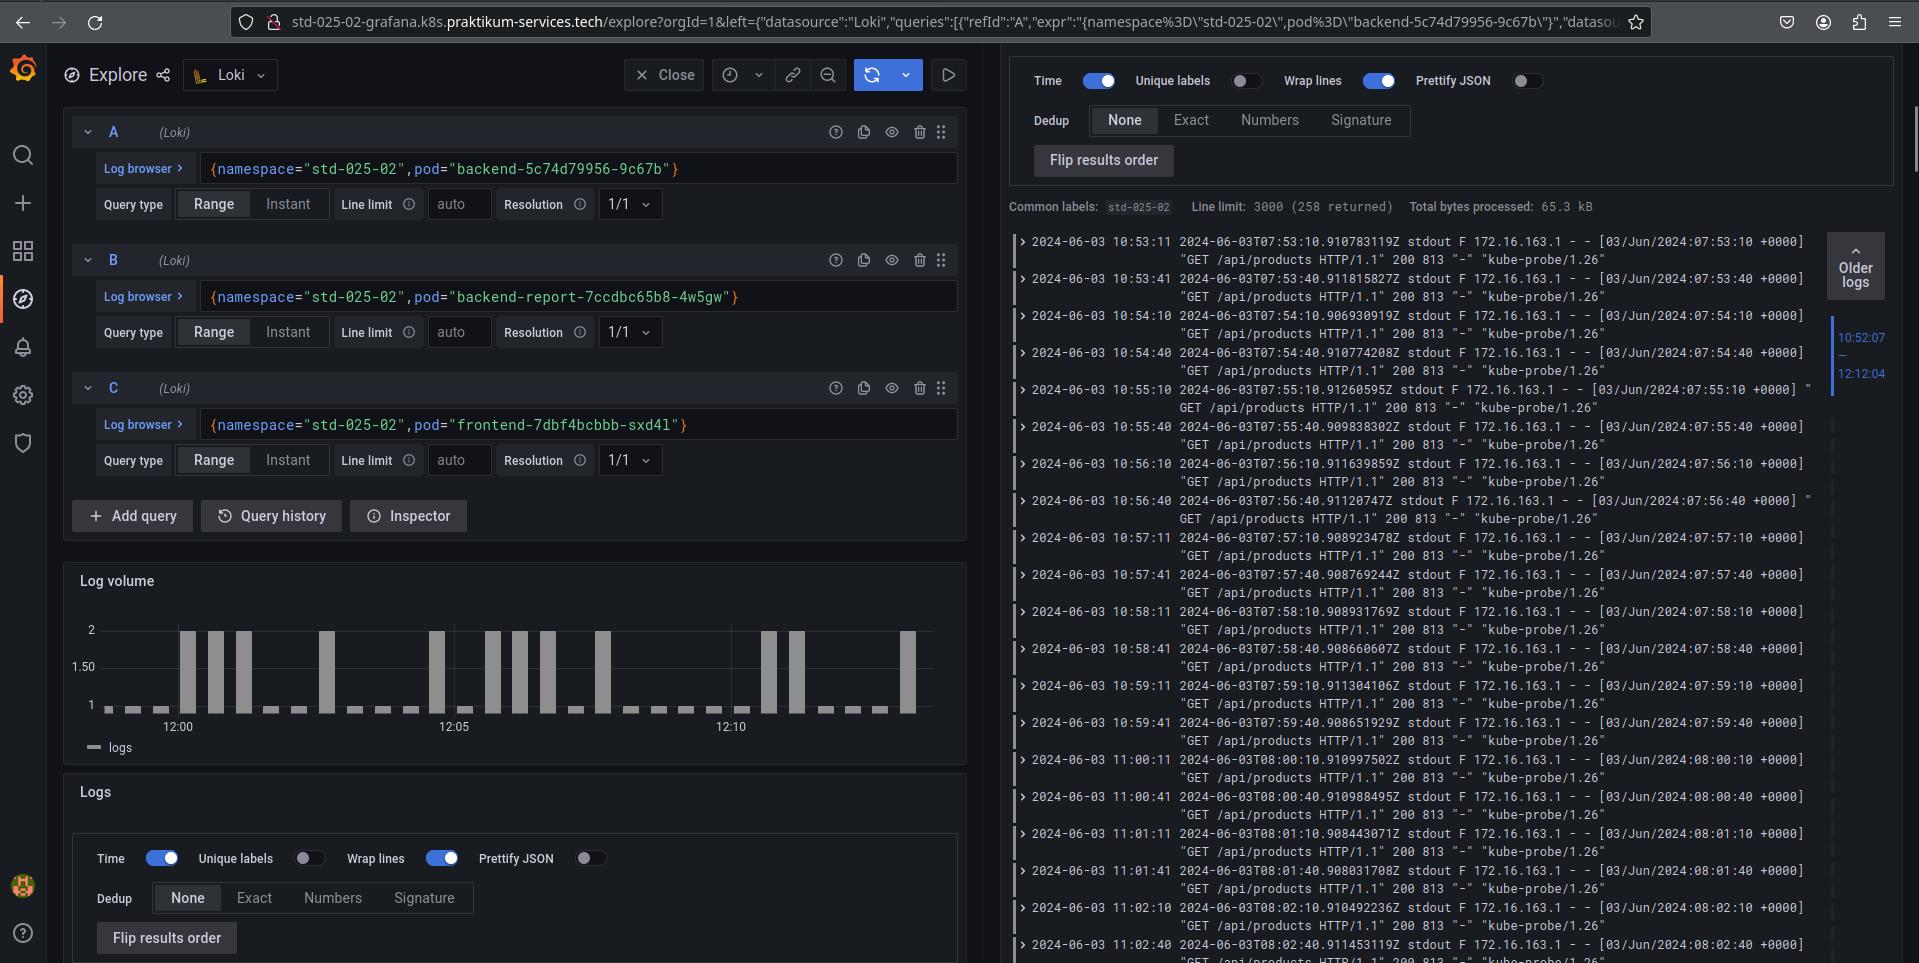 std-025-02-grafana.k8s.praktikum-services.tech/explore?orgId=1&left={"datasource":"Loki","queries":[{"refId":"A","expr":"{namespace%3D\"std-025-02\",pod%3D\"backend-5c74d79956-9c67b\"}","datasou
Explore
Loki
Close
A (Loki)
Log browser
{namespace="std-025-02",pod="backend-5c74d79956-9c67b"}
Query type Range Instant Line limit auto Resolution 1/1
B (Loki)
Log browser
{namespace="std-025-02",pod="backend-report-7ccdbc65b8-4w5gw"}
Query type Range Instant Line limit auto Resolution 1/1
C (Loki)
Log browser
{namespace="std-025-02",pod="frontend-7dbf4bcbbb-sxd4l"}
Query type Range Instant Line limit auto Resolution 1/1
+ Add query Query history Inspector
Log volume
2
1.50
1
12:00 12:05 12:10
logs
Logs
Time Unique labels Wrap lines Prettify JSON
Dedup None Exact Numbers Signature
Flip results order
Time Unique labels Wrap lines Prettify JSON
Dedup None Exact Numbers Signature
Flip results order
Common labels: std-025-02 Line limit: 3000 (258 returned) Total bytes processed: 65.3 kB
2024-06-03 10:53:11 2024-06-03T07:53:10.910783119Z stdout F 172.16.163.1 - - [03/Jun/2024:07:53:10 +0000]
"GET /api/products HTTP/1.1" 200 813 "-" "kube-probe/1.26"
2024-06-03 10:53:41 2024-06-03T07:53:40.911815827Z stdout F 172.16.163.1 - - [03/Jun/2024:07:53:40 +0000]
"GET /api/products HTTP/1.1" 200 813 "-" "kube-probe/1.26"
2024-06-03 10:54:10 2024-06-03T07:54:10.906930919Z stdout F 172.16.163.1 - - [03/Jun/2024:07:54:10 +0000]
"GET /api/products HTTP/1.1" 200 813 "-" "kube-probe/1.26"
2024-06-03 10:54:40 2024-06-03T07:54:40.910774208Z stdout F 172.16.163.1 - - [03/Jun/2024:07:54:40 +0000]
"GET /api/products HTTP/1.1" 200 813 "-" "kube-probe/1.26"
2024-06-03 10:55:10 2024-06-03T07:55:10.91260595Z stdout F 172.16.163.1 - - [03/Jun/2024:07:55:10 +0000] "
GET /api/products HTTP/1.1" 200 813 "-" "kube-probe/1.26"
2024-06-03 10:55:40 2024-06-03T07:55:40.909838302Z stdout F 172.16.163.1 - - [03/Jun/2024:07:55:40 +0000]
"GET /api/products HTTP/1.1" 200 813 "-" "kube-probe/1.26"
2024-06-03 10:56:10 2024-06-03T07:56:10.911639859Z stdout F 172.16.163.1 - - [03/Jun/2024:07:56:10 +0000]
"GET /api/products HTTP/1.1" 200 813 "-" "kube-probe/1.26"
2024-06-03 10:56:40 2024-06-03T07:56:40.91120747Z stdout F 172.16.163.1 - - [03/Jun/2024:07:56:40 +0000] "
GET /api/products HTTP/1.1" 200 813 "-" "kube-probe/1.26"
2024-06-03 10:57:11 2024-06-03T07:57:10.908923478Z stdout F 172.16.163.1 - - [03/Jun/2024:07:57:10 +0000]
"GET /api/products HTTP/1.1" 200 813 "-" "kube-probe/1.26"
2024-06-03 10:57:41 2024-06-03T07:57:40.908769244Z stdout F 172.16.163.1 - - [03/Jun/2024:07:57:40 +0000]
"GET /api/products HTTP/1.1" 200 813 "-" "kube-probe/1.26"
2024-06-03 10:58:11 2024-06-03T07:58:10.908931769Z stdout F 172.16.163.1 - - [03/Jun/2024:07:58:10 +0000]
"GET /api/products HTTP/1.1" 200 813 "-" "kube-probe/1.26"
2024-06-03 10:58:41 2024-06-03T07:58:40.908660607Z stdout F 172.16.163.1 - - [03/Jun/2024:07:58:40 +0000]
"GET /api/products HTTP/1.1" 200 813 "-" "kube-probe/1.26"
2024-06-03 10:59:11 2024-06-03T07:59:10.911304106Z stdout F 172.16.163.1 - - [03/Jun/2024:07:59:10 +0000]
"GET /api/products HTTP/1.1" 200 813 "-" "kube-probe/1.26"
2024-06-03 10:59:41 2024-06-03T07:59:40.908651929Z stdout F 172.16.163.1 - - [03/Jun/2024:07:59:40 +0000]
"GET /api/products HTTP/1.1" 200 813 "-" "kube-probe/1.26"
2024-06-03 11:00:11 2024-06-03T08:00:10.910997502Z stdout F 172.16.163.1 - - [03/Jun/2024:08:00:10 +0000]
"GET /api/products HTTP/1.1" 200 813 "-" "kube-probe/1.26"
2024-06-03 11:00:41 2024-06-03T08:00:40.910988495Z stdout F 172.16.163.1 - - [03/Jun/2024:08:00:40 +0000]
"GET /api/products HTTP/1.1" 200 813 "-" "kube-probe/1.26"
2024-06-03 11:01:11 2024-06-03T08:01:10.908443071Z stdout F 172.16.163.1 - - [03/Jun/2024:08:01:10 +0000]
"GET /api/products HTTP/1.1" 200 813 "-" "kube-probe/1.26"
2024-06-03 11:01:41 2024-06-03T08:01:40.908031708Z stdout F 172.16.163.1 - - [03/Jun/2024:08:01:40 +0000]
"GET /api/products HTTP/1.1" 200 813 "-" "kube-probe/1.26"
2024-06-03 11:02:10 2024-06-03T08:02:10.910492236Z stdout F 172.16.163.1 - - [03/Jun/2024:08:02:10 +0000]
"GET /api/products HTTP/1.1" 200 813 "-" "kube-probe/1.26"
2024-06-03 11:02:40 2024-06-03T08:02:40.911453119Z stdout F 172.16.163.1 - - [03/Jun/2024:08:02:40 +0000]
"GET /api/products HTTP/1.1" 200 813 "-" "kube-probe/1.26"
Older
logs
10:52:07
—
12:12:04